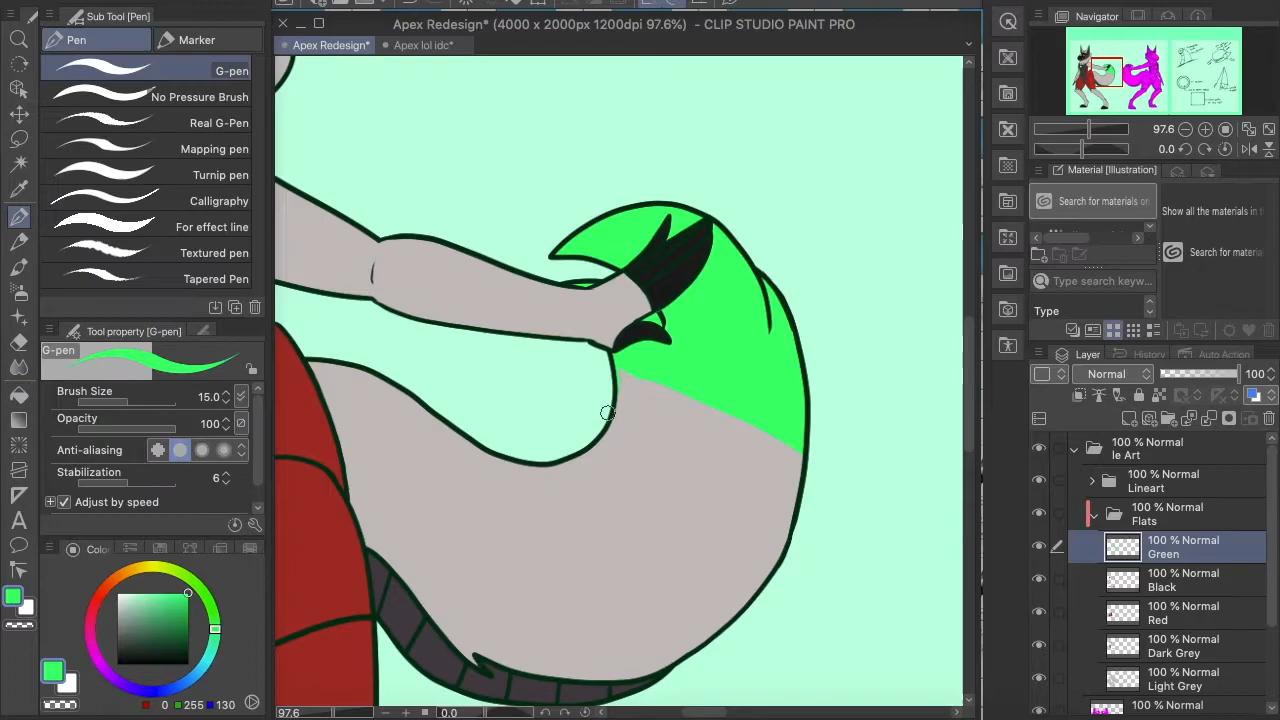 Sub Tool [Pen]
Pen
Marker
G-pen
No Pressure Brush
Real G-Pen
Mapping pen
Turnip pen
Calligraphy
For effect line
Textured pen
Tapered Pen
Tool property [G-pen]
G-pen
Brush Size
15.0
Opacity
100
Anti-aliasing
Stabilization
6
Adjust by speed
Colo
0
255
130
Apex Redesign* (4000 x 2000px 1200dpi 97.6%) - CLIP STUDIO PAINT PRO
Apex Redesign*
Apex lol idc*
97.6
0.0
Navigator
97.6
0.0
Material [Illustration]
Search for materials on
Show all the materials in t
Search for materia
Type search keyw...
Type
Layer
History
Auto Action
Normal
100
100 % Normal
le Art
100 % Normal
Lineart
100 % Normal
Flats
100 % Normal
Green
100 % Normal
Black
100 % Normal
Red
100 % Normal
Dark Grey
100 % Normal
Light Grey
100 % Normal